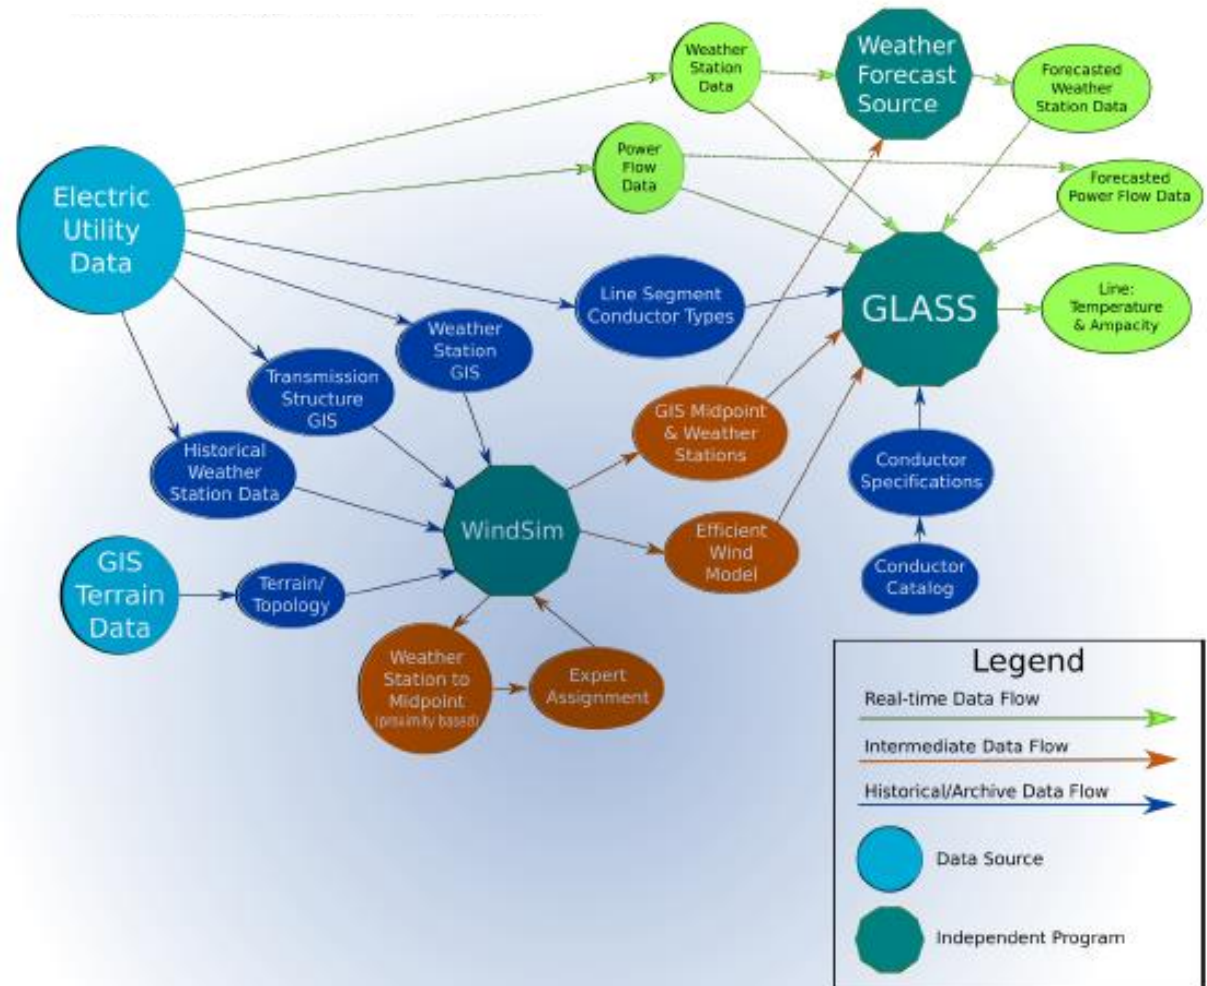 Weather
Station
Data
Weather
Forecast
Source
Forecasted
Weather
Station Data
Power
Flow
Data
Forecasted
Power Flow Data
Electric
Utility
Data
Line Segment
Conductor Types
GLASS
Line:
Temperature
& Ampacity
Weather
Station
GIS
Transmission
Structure
GIS
GIS Midpoint
& Weather
Stations
Historical
Weather
Station Data
Conductor
Specifications
WindSim
Efficient
Wind
Model
GIS
Terrain
Data
Terrain/
Topology
Conductor
Catalog
Weather
Station to
Midpoint
(proximity based)
Expert
Assignment
Legend
Real-time Data Flow
Intermediate Data Flow
Historical/Archive Data Flow
Data Source
Independent Program